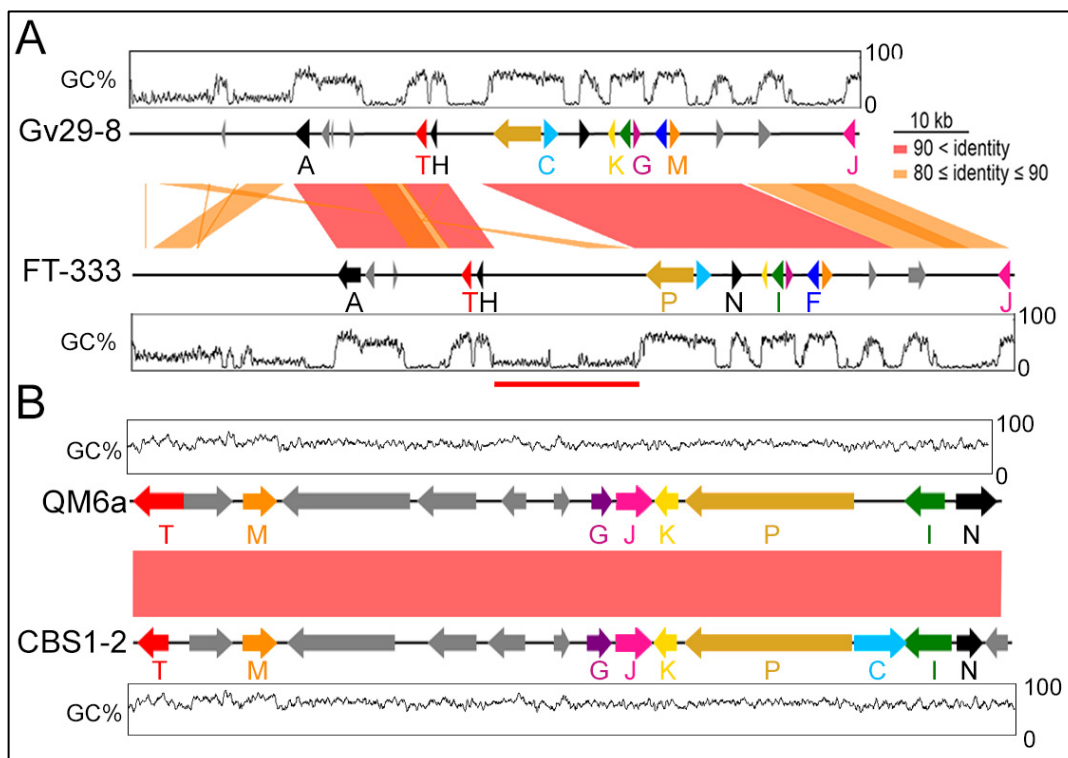 A
GC%
100
0
Gv29-8
10 kb
90 < identity
80 ≤ identity ≤ 90
A T H C K G M J
FT-333
A T H P N I F J
GC%
100
0
B
GC%
100
0
QM6a
T M G J K P I N
CBS1-2
T M G J K P C I N
GC%
100
0